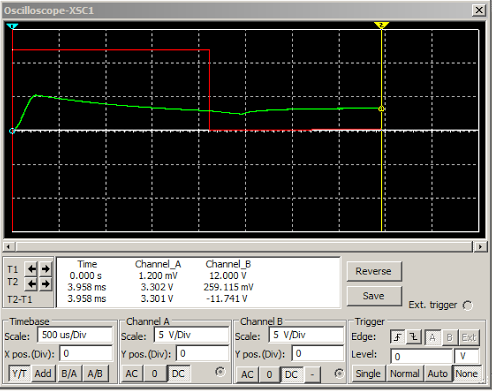 Oscilloscope-XSC1
1
2
Time Channel_A Channel_B
T1 0.000 s 1.200 mV 12.000 V
T2 3.958 ms 3.302 V 259.115 mV
T2-T1 3.958 ms 3.301 V -11.741 V
Reverse
Save
Ext. trigger
Timebase Channel A Channel B Trigger
Scale: 500 us/Div Scale: 5 V/Div Scale: 5 V/Div Edge: A B Ext
X pos.(Div): 0 Y pos.(Div): 0 Y pos.(Div): 0 Level: 0 V
Y/T Add B/A A/B AC 0 DC AC 0 DC - Single Normal Auto None